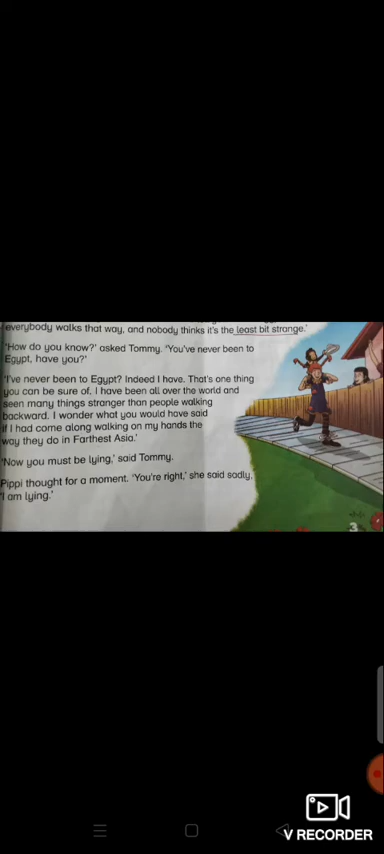 everybody walks that way, and nobody thinks it's the least bit strange.'
'How do you know?' asked Tommy. 'You've never been to
Egypt, have you?'
'I've never been to Egypt? Indeed I have. That's one thing
you can be sure of. I have been all over the world and
seen many things stranger than people walking
backward. I wonder what you would have said
if I had come along walking on my hands the
way they do in Farthest Asia.'
'Now you must be lying,' said Tommy.
Pippi thought for a moment. 'You're right,' she said sadly,
'I am lying.'
3
V RECORDER